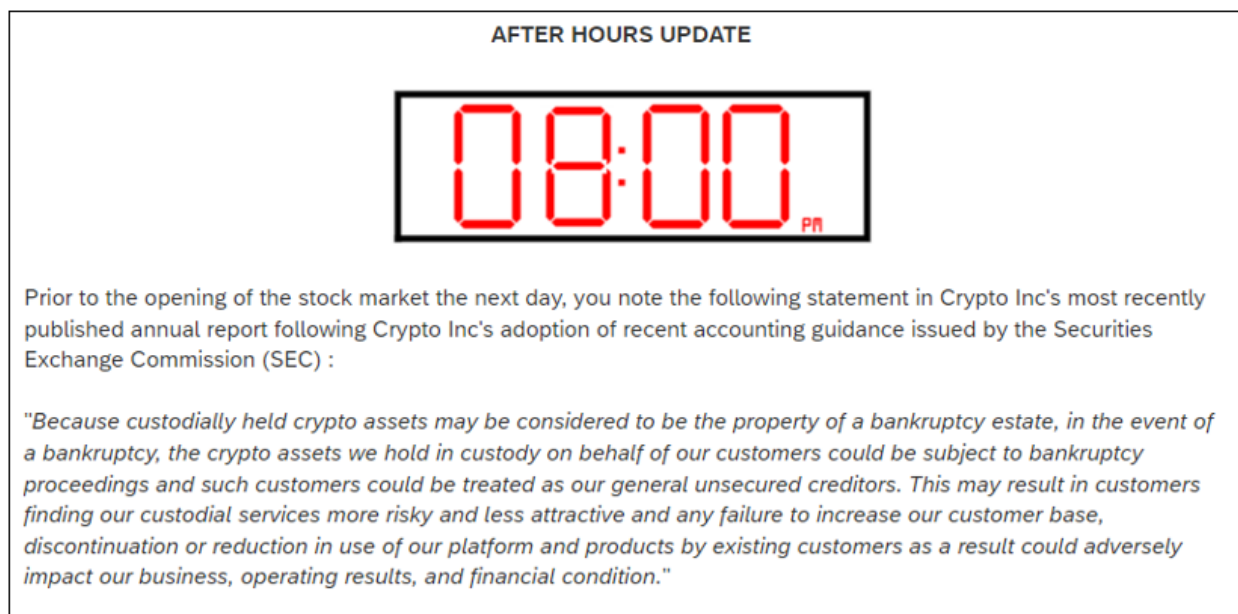 AFTER HOURS UPDATE
08:00
PM
Prior to the opening of the stock market the next day, you note the following statement in Crypto Inc's most recently
published annual report following Crypto Inc's adoption of recent accounting guidance issued by the Securities
Exchange Commission (SEC) :
"Because custodially held crypto assets may be considered to be the property of a bankruptcy estate, in the event of
a bankruptcy, the crypto assets we hold in custody on behalf of our customers could be subject to bankruptcy
proceedings and such customers could be treated as our general unsecured creditors. This may result in customers
finding our custodial services more risky and less attractive and any failure to increase our customer base,
discontinuation or reduction in use of our platform and products by existing customers as a result could adversely
impact our business, operating results, and financial condition."